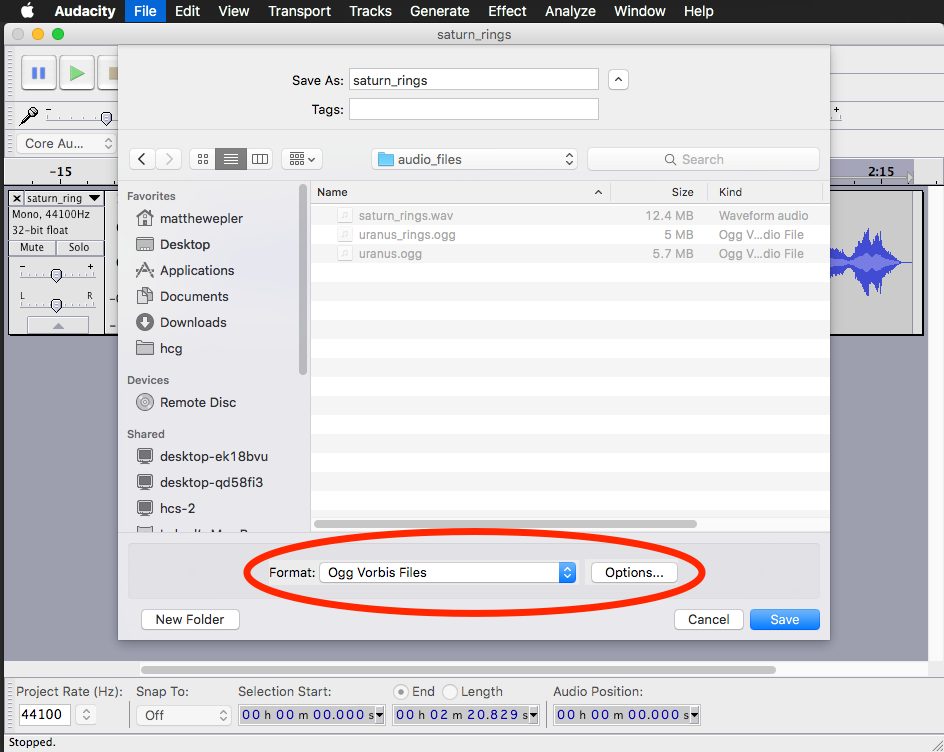 Audacity File Edit View Transport Tracks Generate Effect Analyze Window Help
saturn_rings
Save As: saturn_rings
Tags:
Core Au...
audio_files
Search
-15
2:15
saturn_ring
Mono, 44100Hz
32-bit float
Mute Solo
- +
L R
Favorites
matthewepler
Desktop
Applications
Documents
Downloads
hcg
Devices
Remote Disc
Shared
desktop-ek18bvu
desktop-qd58fi3
hcs-2
Name Size Kind
saturn_rings.wav 12.4 MB Waveform audio
uranus_rings.ogg 5 MB Ogg V...dio File
uranus.ogg 5.7 MB Ogg V...dio File
Format: Ogg Vorbis Files Options...
New Folder Cancel Save
Project Rate (Hz): Snap To: Selection Start: End Length Audio Position:
44100 Off 00 h 00 m 00.000 s 00 h 02 m 20.829 s 00 h 00 m 00.000 s
Stopped.